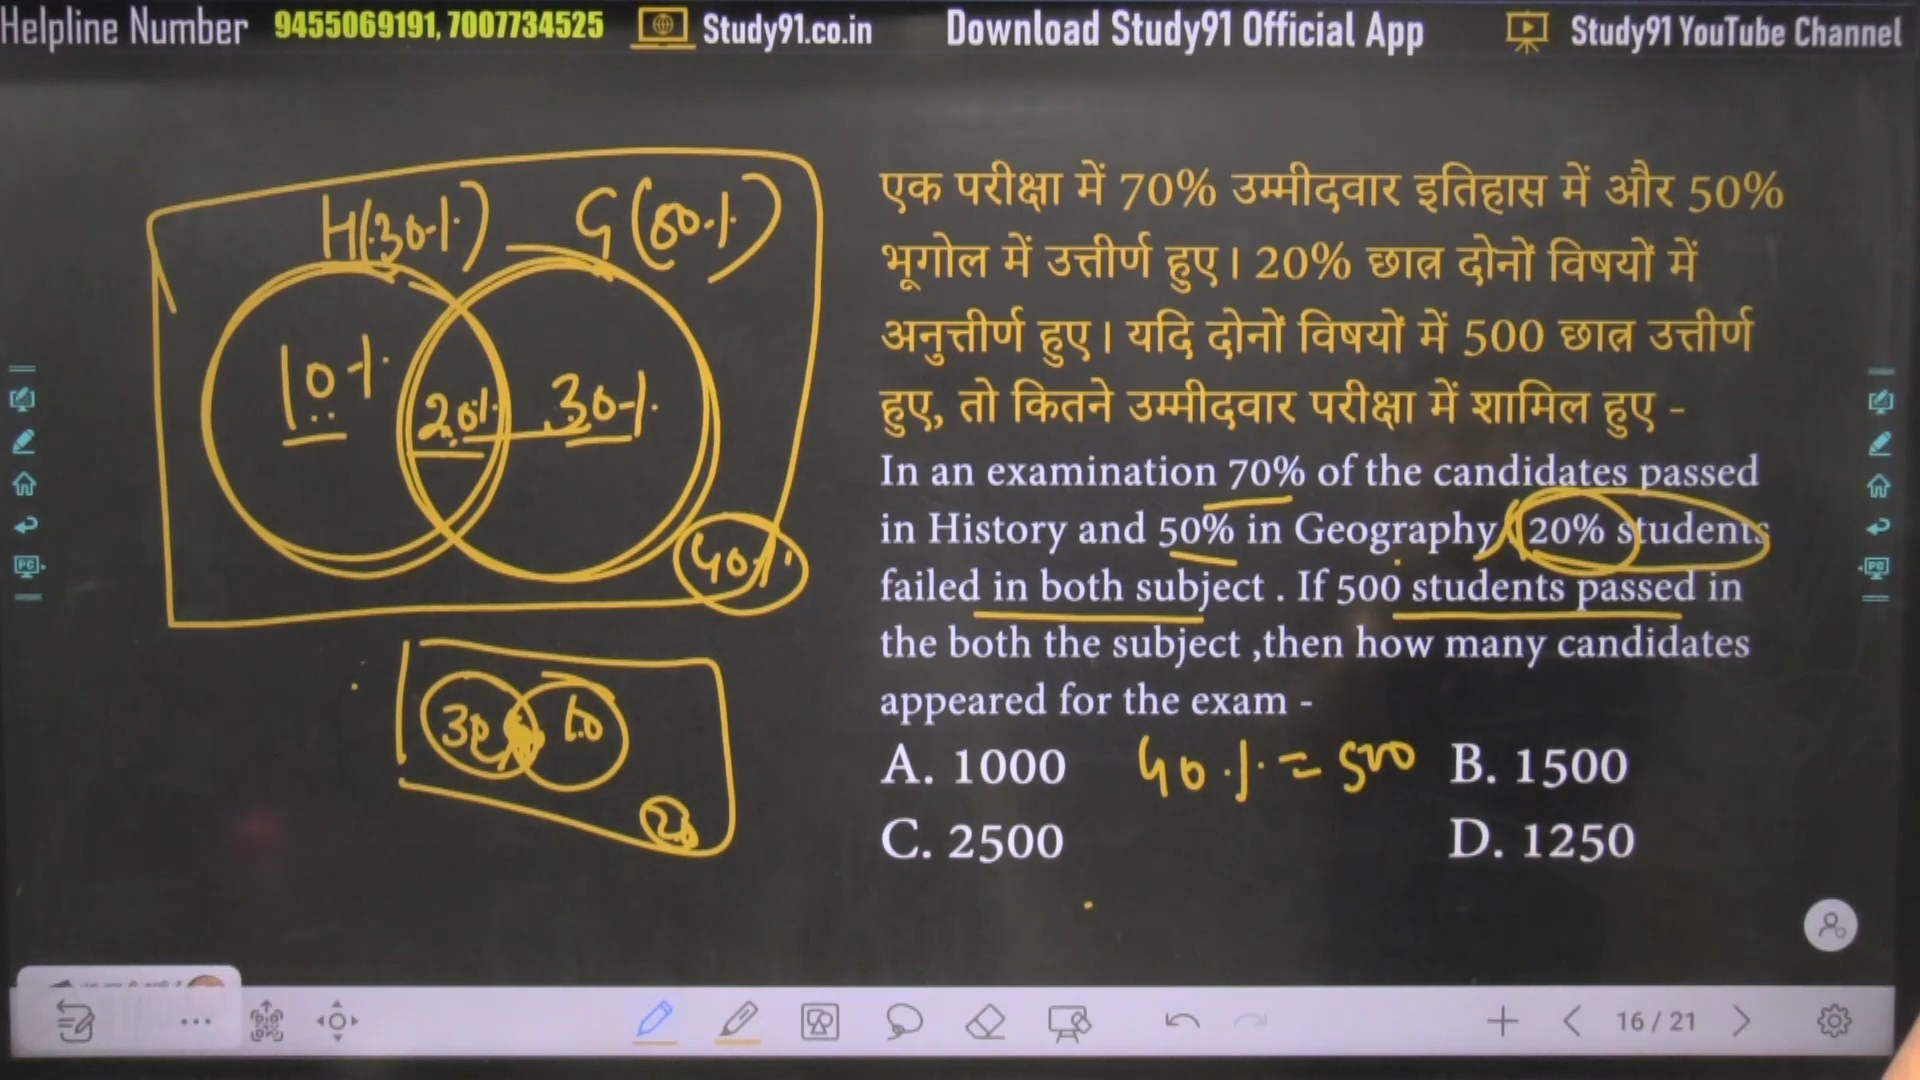 Helpline Number 9455069191, 7007734525 Study91.co.in Download Study91 Official App Study91 YouTube Channel
H(30%) G(50%)
10% 20% 30%
40%
30 50
20
एक परीक्षा में 70% उम्मीदवार इतिहास में और 50%
भूगोल में उत्तीर्ण हुए। 20% छात्र दोनों विषयों में
अनुत्तीर्ण हुए। यदि दोनों विषयों में 500 छात्र उत्तीर्ण
हुए, तो कितने उम्मीदवार परीक्षा में शामिल हुए -
In an examination 70% of the candidates passed
in History and 50% in Geography 20% students
failed in both subject . If 500 students passed in
the both the subject ,then how many candidates
appeared for the exam -
A. 1000 40% = 500 B. 1500
C. 2500 D. 1250
16 / 21